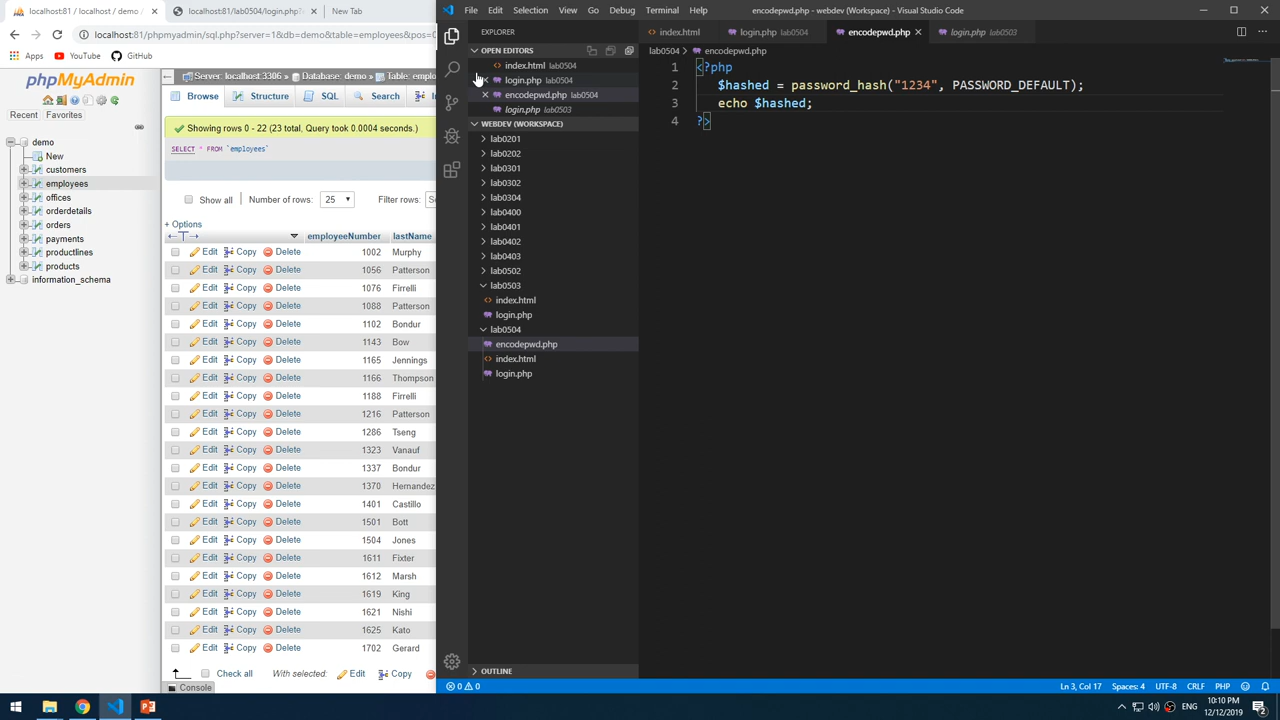 localhost:81 / localhost / demo /
localhost:81/lab0504/login.php?s
New Tab
localhost:81/phpmyadmin/sql.php?server=1&db=demo&table=employees&pos=
Apps YouTube GitHub
phpMyAdmin
Recent Favorites
demo
New
customers
employees
offices
orderdetails
orders
payments
productlines
products
information_schema
Server: localhost:3306 » Database: demo » Table: employ
Browse Structure SQL Search In
Showing rows 0 - 22 (23 total, Query took 0.0004 seconds.)
SELECT * FROM `employees`
Show all Number of rows: 25 Filter rows: Se
+ Options
←T→ employeeNumber lastName
Edit Copy Delete 1002 Murphy
Edit Copy Delete 1056 Patterson
Edit Copy Delete 1076 Firrelli
Edit Copy Delete 1088 Patterson
Edit Copy Delete 1102 Bondur
Edit Copy Delete 1143 Bow
Edit Copy Delete 1165 Jennings
Edit Copy Delete 1166 Thompson
Edit Copy Delete 1188 Firrelli
Edit Copy Delete 1216 Patterson
Edit Copy Delete 1286 Tseng
Edit Copy Delete 1323 Vanauf
Edit Copy Delete 1337 Bondur
Edit Copy Delete 1370 Hernandez
Edit Copy Delete 1401 Castillo
Edit Copy Delete 1501 Bott
Edit Copy Delete 1504 Jones
Edit Copy Delete 1611 Fixter
Edit Copy Delete 1612 Marsh
Edit Copy Delete 1619 King
Edit Copy Delete 1621 Nishi
Edit Copy Delete 1625 Kato
Edit Copy Delete 1702 Gerard
Check all With selected: Edit Copy
Console
File Edit Selection View Go Debug Terminal Help
encodepwd.php - webdev (Workspace) - Visual Studio Code
EXPLORER
OPEN EDITORS
index.html lab0504
login.php lab0504
encodepwd.php lab0504
login.php lab0503
WEBDEV (WORKSPACE)
lab0201
lab0202
lab0301
lab0302
lab0304
lab0400
lab0401
lab0402
lab0403
lab0502
lab0503
index.html
login.php
lab0504
encodepwd.php
index.html
login.php
OUTLINE
index.html login.php lab0504 encodepwd.php login.php lab0503
lab0504 > encodepwd.php
1 <?php
2 $hashed = password_hash("1234", PASSWORD_DEFAULT);
3 echo $hashed;
4 ?>
0 0
Ln 3, Col 17 Spaces: 4 UTF-8 CRLF PHP
ENG
10:10 PM
12/12/2019
2